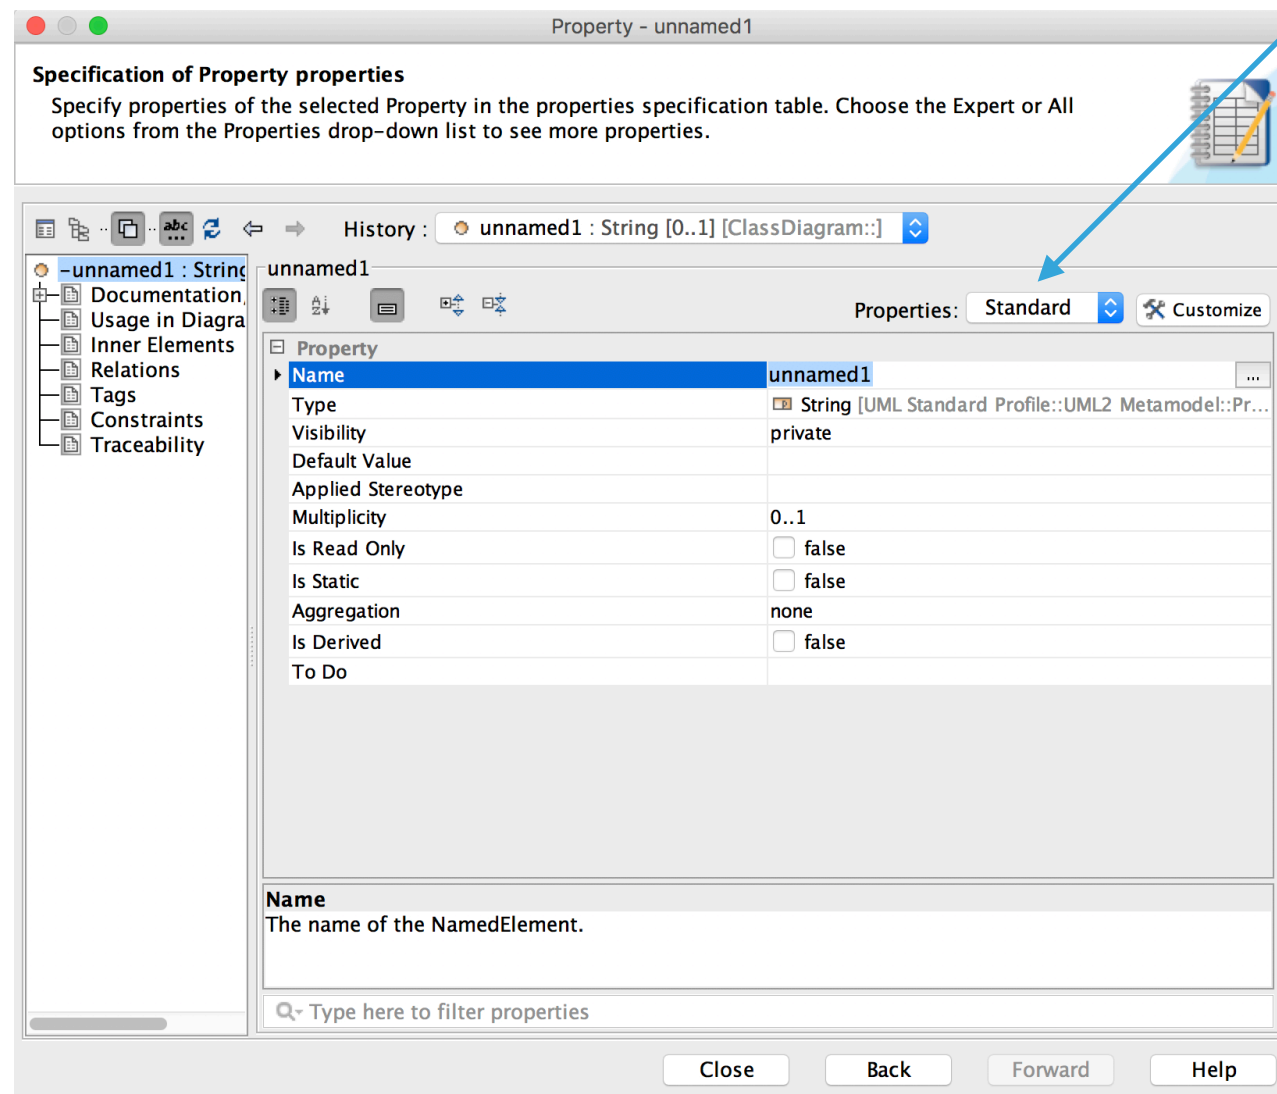 Property - unnamed1
Specification of Property properties
Specify properties of the selected Property in the properties specification table. Choose the Expert or All
options from the Properties drop-down list to see more properties.
abc
History : unnamed1 : String [0..1] [ClassDiagram::]
-unnamed1 : String
Documentation,
Usage in Diagra
Inner Elements
Relations
Tags
Constraints
Traceability
unnamed1
Properties: Standard Customize
Property
Name unnamed1 ...
Type String [UML Standard Profile::UML2 Metamodel::Pr...
Visibility private
Default Value
Applied Stereotype
Multiplicity 0..1
Is Read Only false
Is Static false
Aggregation none
Is Derived false
To Do
Name
The name of the NamedElement.
Type here to filter properties
Close Back Forward Help